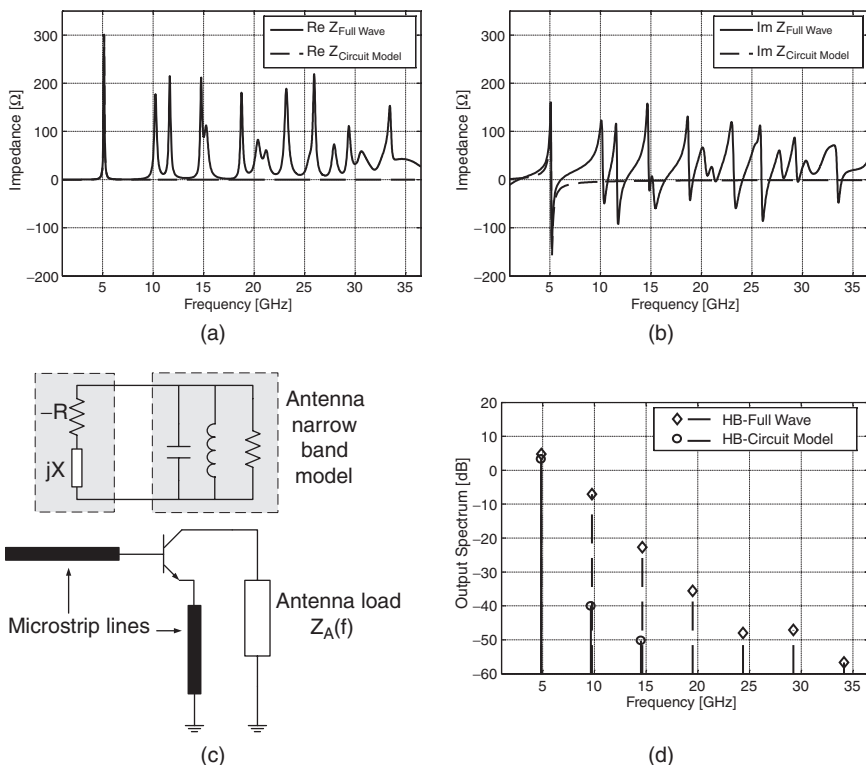 300
200
100
0
−100
−200
Impedance [Ω]
Re Z Full Wave
Re Z Circuit Model
5 10 15 20 25 30 35
Frequency [GHz]
(a)
300
200
100
0
−100
−200
Impedance [Ω]
Im Z Full Wave
Im Z Circuit Model
5 10 15 20 25 30 35
Frequency [GHz]
(b)
−R
jX
Antenna
narrow
band
model
Microstrip lines
Antenna load
Z_A(f)
(c)
20
10
0
−10
−20
−30
−40
−50
−60
Output Spectrum [dB]
HB-Full Wave
HB-Circuit Model
5 10 15 20 25 30 35
Frequency [GHz]
(d)